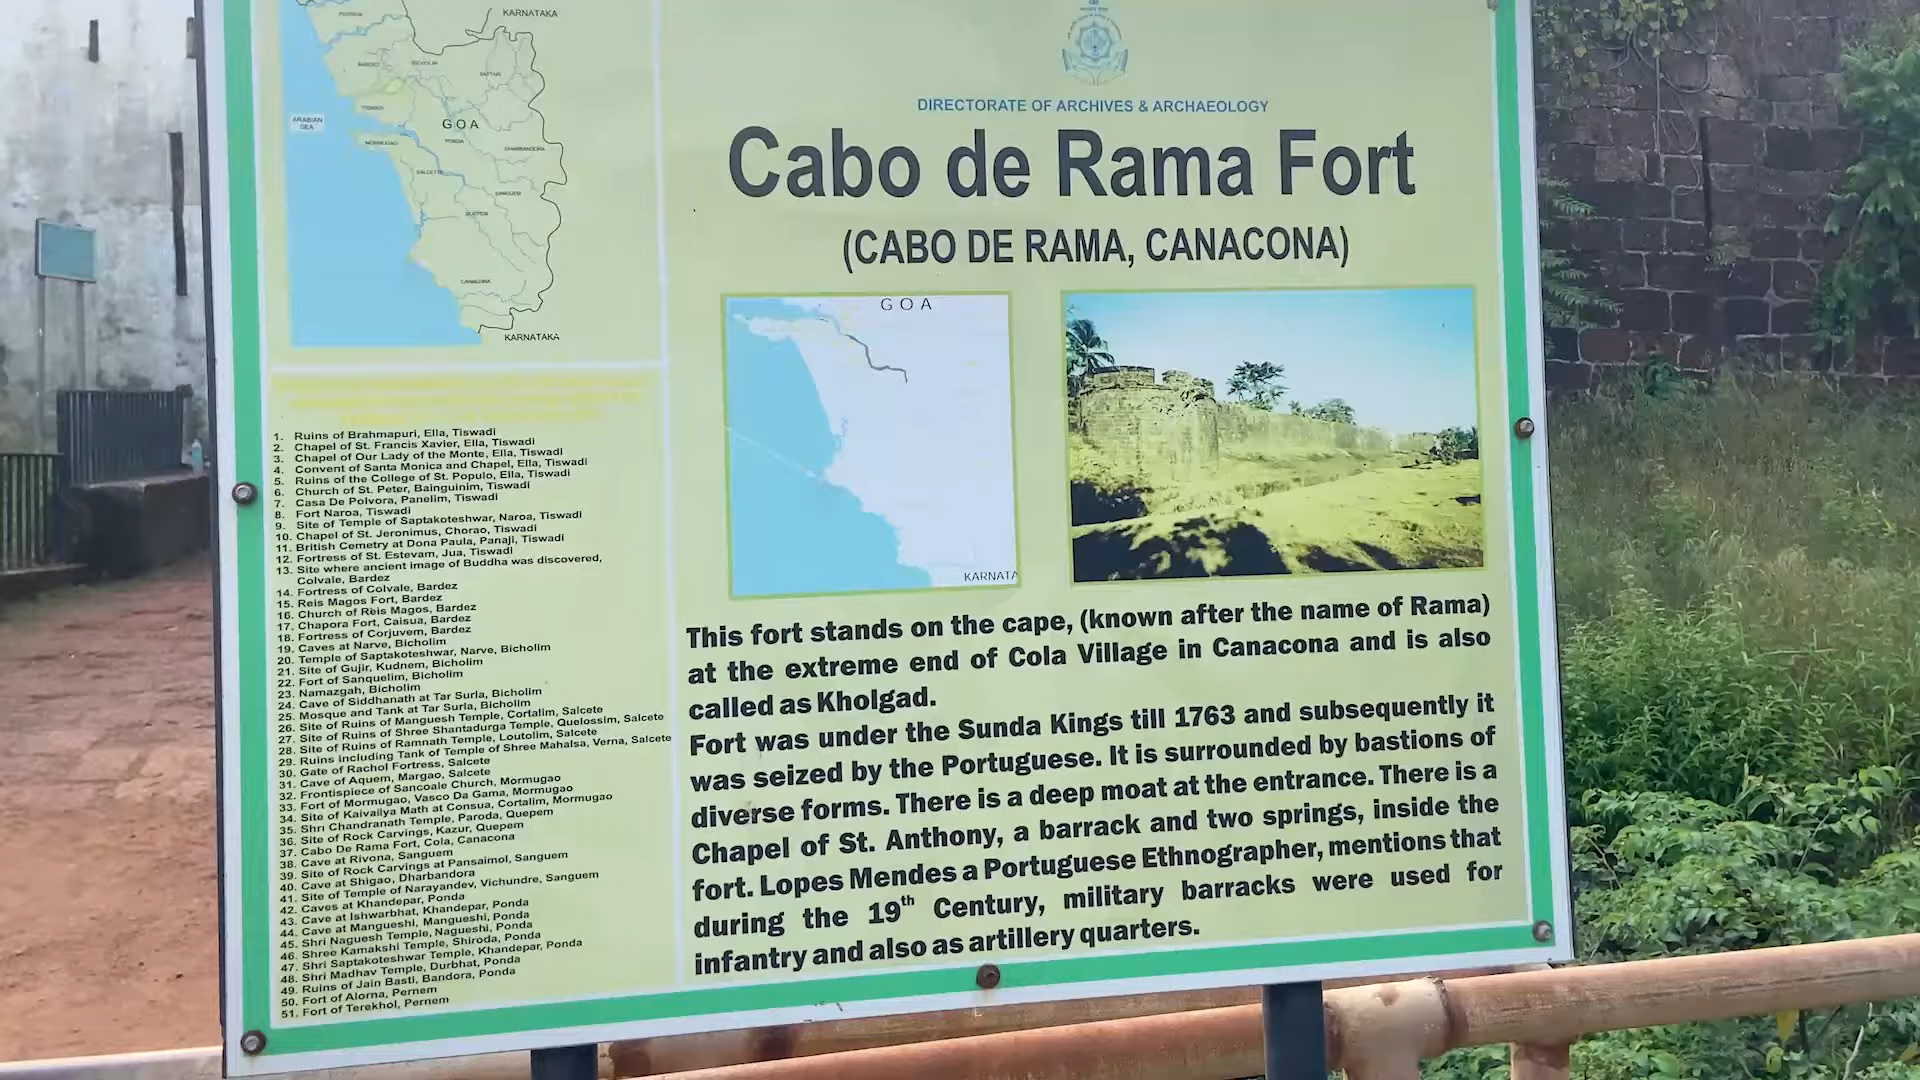 KARNATAKA
PERNEM
BARDEZ
BICHOLIM
SATTARI
TISWADI
ARABIAN
SEA
GOA
MORMUGAO
PONDA
DHARBANDORA
SALCETE
SANGUEM
QUEPEM
CANACONA
KARNATAKA
1. Ruins of Brahmapuri, Ella, Tiswadi
2. Chapel of St. Francis Xavier, Ella, Tiswadi
3. Chapel of Our Lady of the Monte, Ella, Tiswadi
4. Convent of Santa Monica and Chapel, Ella, Tiswadi
5. Ruins of the College of St. Populo, Ella, Tiswadi
6. Church of St. Peter, Bainguinim, Tiswadi
7. Casa De Polvora, Panelim, Tiswadi
8. Fort Naroa, Tiswadi
9. Site of Temple of Saptakoteshwar, Naroa, Tiswadi
10. Chapel of St. Jeronimus, Chorao, Tiswadi
11. British Cemetry at Dona Paula, Panaji, Tiswadi
12. Fortress of St. Estevam, Jua, Tiswadi
13. Site where ancient image of Buddha was discovered,
Colvale, Bardez
14. Fortress of Colvale, Bardez
15. Reis Magos Fort, Bardez
16. Church of Reis Magos, Bardez
17. Chapora Fort, Caisua, Bardez
18. Fortress of Corjuvem, Bardez
19. Caves at Narve, Bicholim
20. Temple of Saptakoteshwar, Narve, Bicholim
21. Site of Gujir, Kudnem, Bicholim
22. Fort of Sanquelim, Bicholim
23. Namazgah, Bicholim
24. Cave of Siddhanath at Tar Surla, Bicholim
25. Mosque and Tank at Tar Surla, Bicholim
26. Site of Ruins of Manguesh Temple, Cortalim, Salcete
27. Site of Ruins of Shree Shantadurga Temple, Quelossim, Salcete
28. Site of Ruins of Ramnath Temple, Loutolim, Salcete
29. Ruins including Tank of Temple of Shree Mahalsa, Verna, Salcete
30. Gate of Rachol Fortress, Salcete
31. Cave of Aquem, Margao, Salcete
32. Frontispiece of Sancoale Church, Mormugao
33. Fort of Mormugao, Vasco Da Gama, Mormugao
34. Site of Kaivallya Math at Consua, Cortalim, Mormugao
35. Shri Chandranath Temple, Paroda, Quepem
36. Site of Rock Carvings, Kazur, Quepem
37. Cabo De Rama Fort, Cola, Canacona
38. Cave at Rivona, Sanguem
39. Site of Rock Carvings at Pansaimol, Sanguem
40. Cave at Shigao, Dharbandora
41. Site of Temple of Narayandev, Vichundre, Sanguem
42. Caves at Khandepar, Ponda
43. Cave at Ishwarbhat, Khandepar, Ponda
44. Cave at Mangueshi, Mangueshi, Ponda
45. Shri Naguesh Temple, Nagueshi, Ponda
46. Shree Kamakshi Temple, Shiroda, Ponda
47. Shri Saptakoteshwar Temple, Khandepar, Ponda
48. Shri Madhav Temple, Durbhat, Ponda
49. Ruins of Jain Basti, Bandora, Ponda
50. Fort of Alorna, Pernem
51. Fort of Terekhol, Pernem
DIRECTORATE OF ARCHIVES & ARCHAEOLOGY
Cabo de Rama Fort
(CABO DE RAMA, CANACONA)
GOA
KARNATA
This fort stands on the cape, (known after the name of Rama)
at the extreme end of Cola Village in Canacona and is also
called as Kholgad.
Fort was under the Sunda Kings till 1763 and subsequently it
was seized by the Portuguese. It is surrounded by bastions of
diverse forms. There is a deep moat at the entrance. There is a
Chapel of St. Anthony, a barrack and two springs, inside the
fort. Lopes Mendes a Portuguese Ethnographer, mentions that
during the 19th Century, military barracks were used for
infantry and also as artillery quarters.